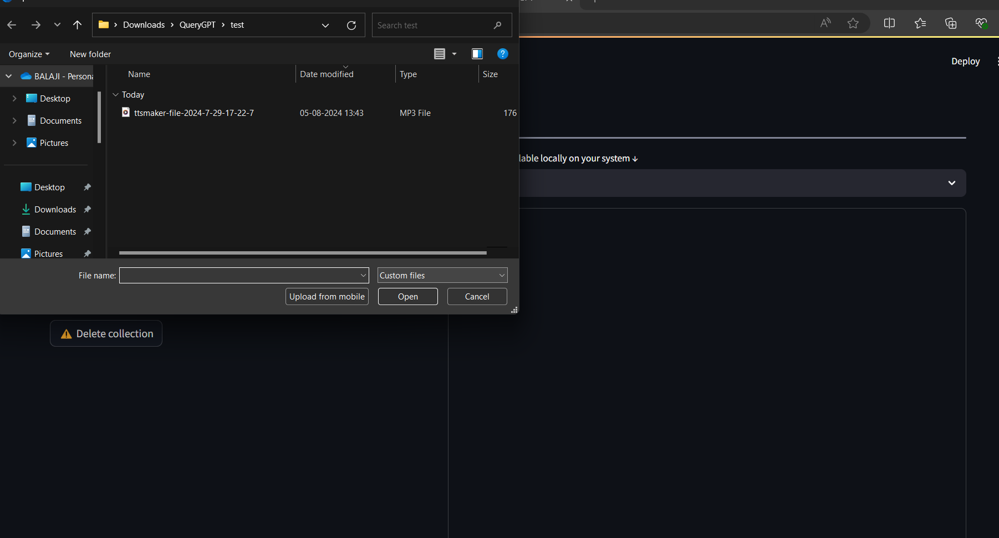 Downloads > QueryGPT > test
Search test
Deploy
Organize
New folder
?
BALAJI - Persona
Name
Date modified
Type
Size
Today
Desktop
ttsmaker-file-2024-7-29-17-22-7
05-08-2024 13:43
MP3 File
176
Documents
Pictures
lable locally on your system ↓
Desktop
Downloads
Documents
Pictures
File name:
Custom files
Upload from mobile
Open
Cancel
Delete collection